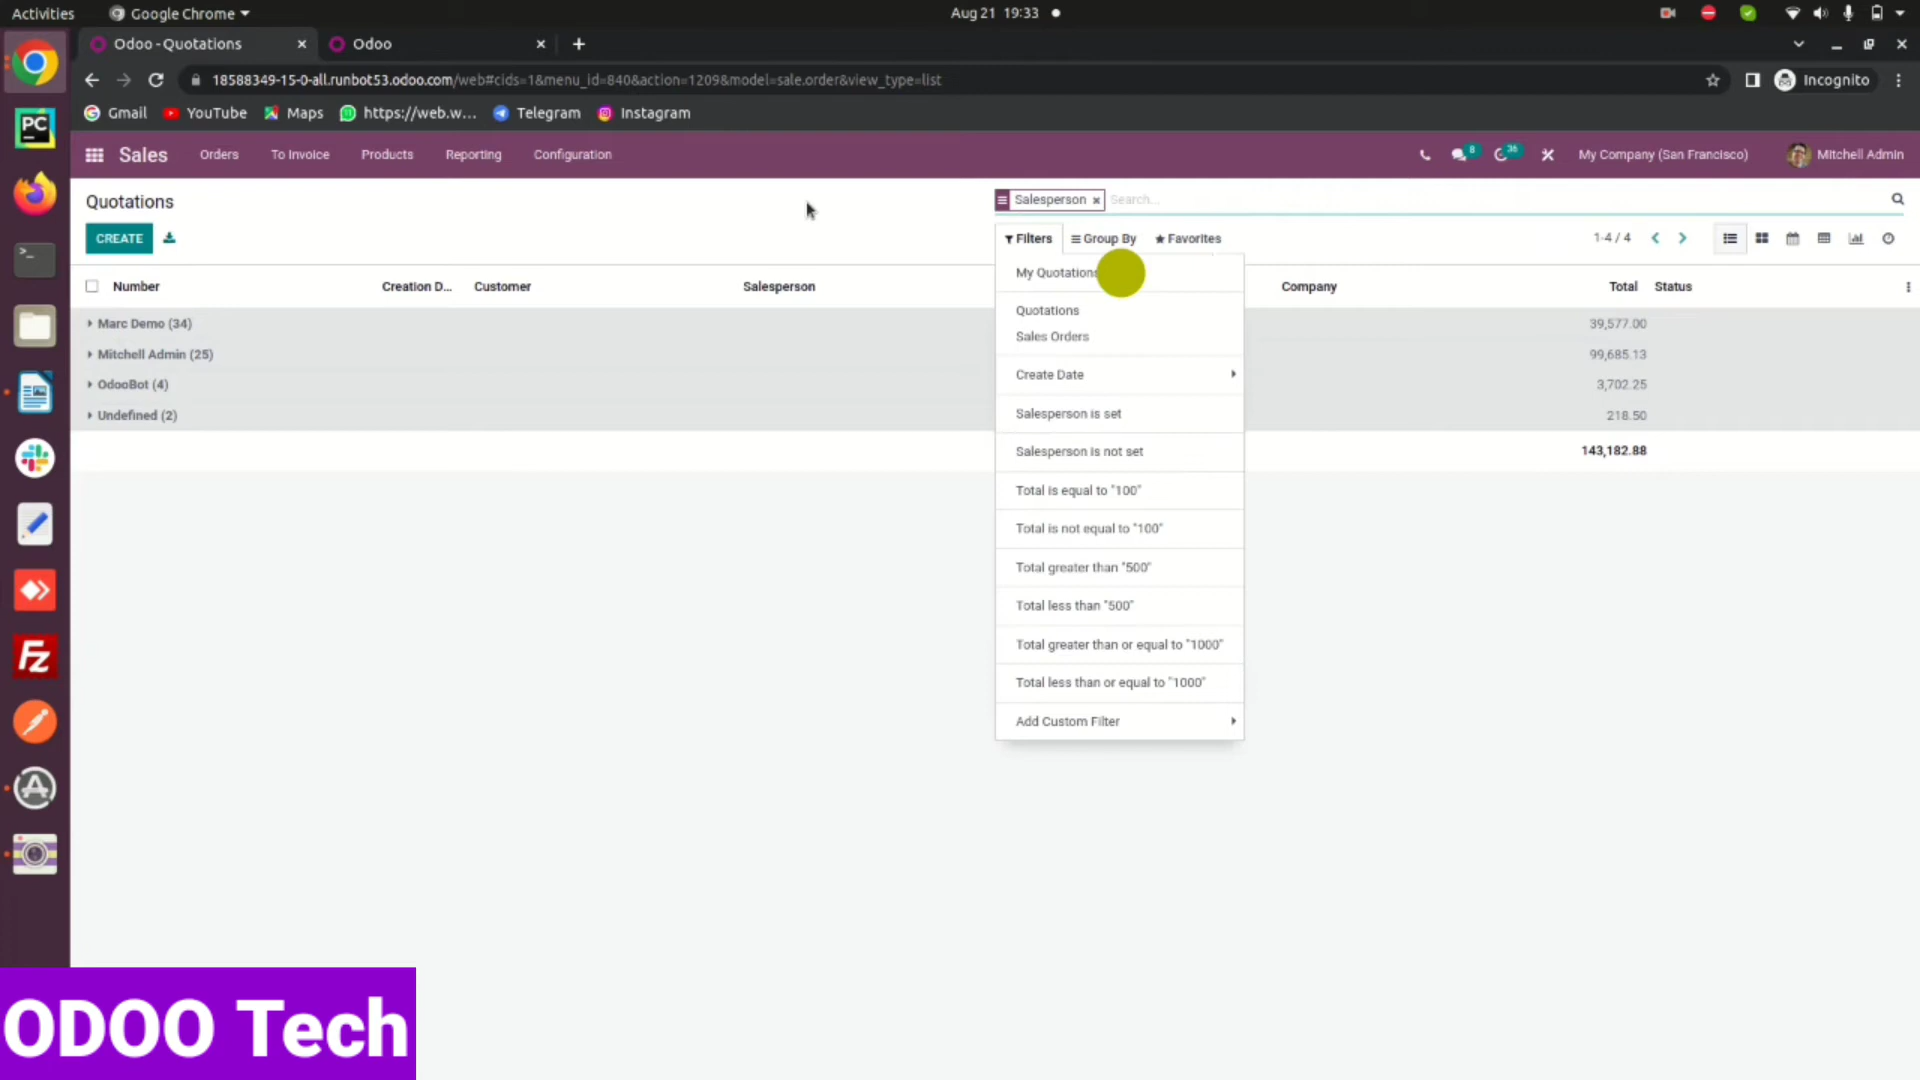 Activities
Google Chrome
Aug 21 19:33
Odoo - Quotations
Odoo
18588349-15-0-all.runbot53.odoo.com/web#cids=1&menu_id=840&action=1209&model=sale.order&view_type=list
Incognito
Gmail
YouTube
Maps
https://web.w...
Telegram
Instagram
Sales
Orders
To Invoice
Products
Reporting
Configuration
8
36
My Company (San Francisco)
Mitchell Admin
Quotations
Salesperson
Search...
CREATE
Filters
Group By
Favorites
1-4 / 4
Number
Creation D...
Customer
Salesperson
Company
Total
Status
Marc Demo (34)
39,577.00
Mitchell Admin (25)
99,685.13
OdooBot (4)
3,702.25
Undefined (2)
218.50
143,182.88
My Quotations
Quotations
Sales Orders
Create Date
Salesperson is set
Salesperson is not set
Total is equal to "100"
Total is not equal to "100"
Total greater than "500"
Total less than "500"
Total greater than or equal to "1000"
Total less than or equal to "1000"
Add Custom Filter
PC
Fz
ODOO Tech